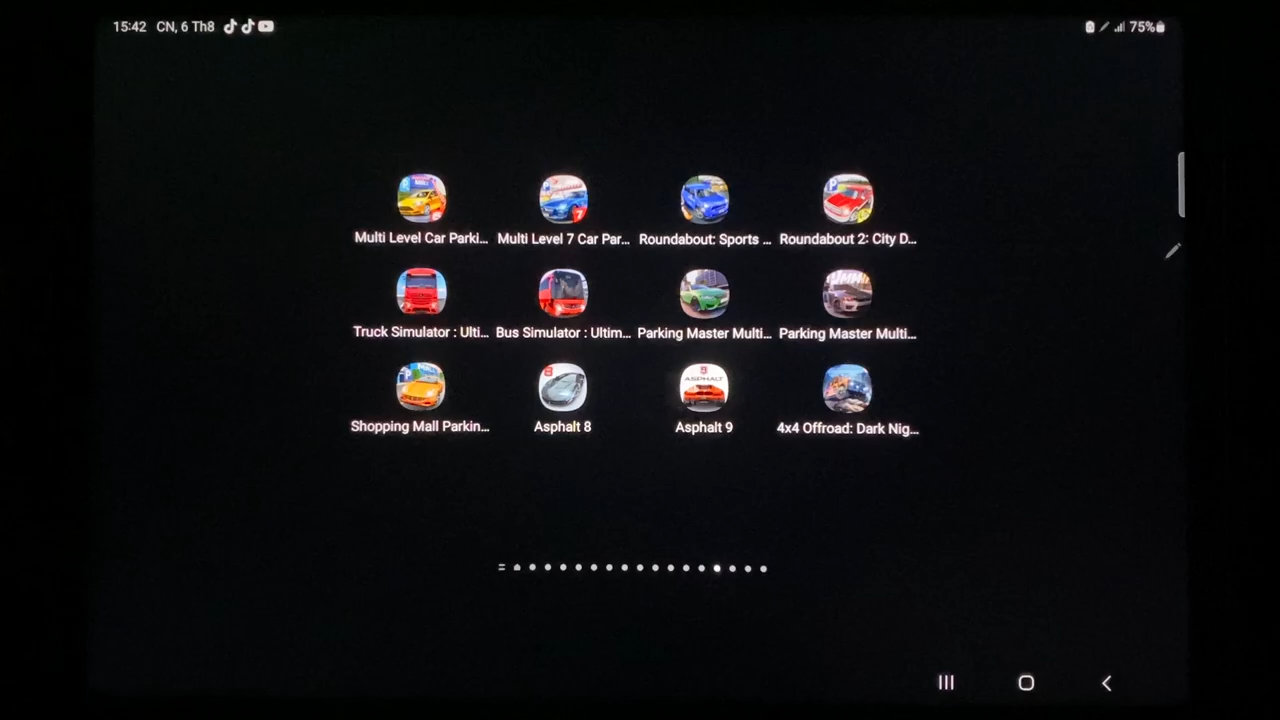 15:42 CN, 6 Th8
75%
Multi Level Car Parki...
Multi Level 7 Car Par...
Roundabout: Sports ...
Roundabout 2: City D...
Truck Simulator : Ulti...
Bus Simulator : Ultim...
Parking Master Multi...
Parking Master Multi...
Shopping Mall Parkin...
Asphalt 8
ASPHALT
Asphalt 9
4x4 Offroad: Dark Nig...